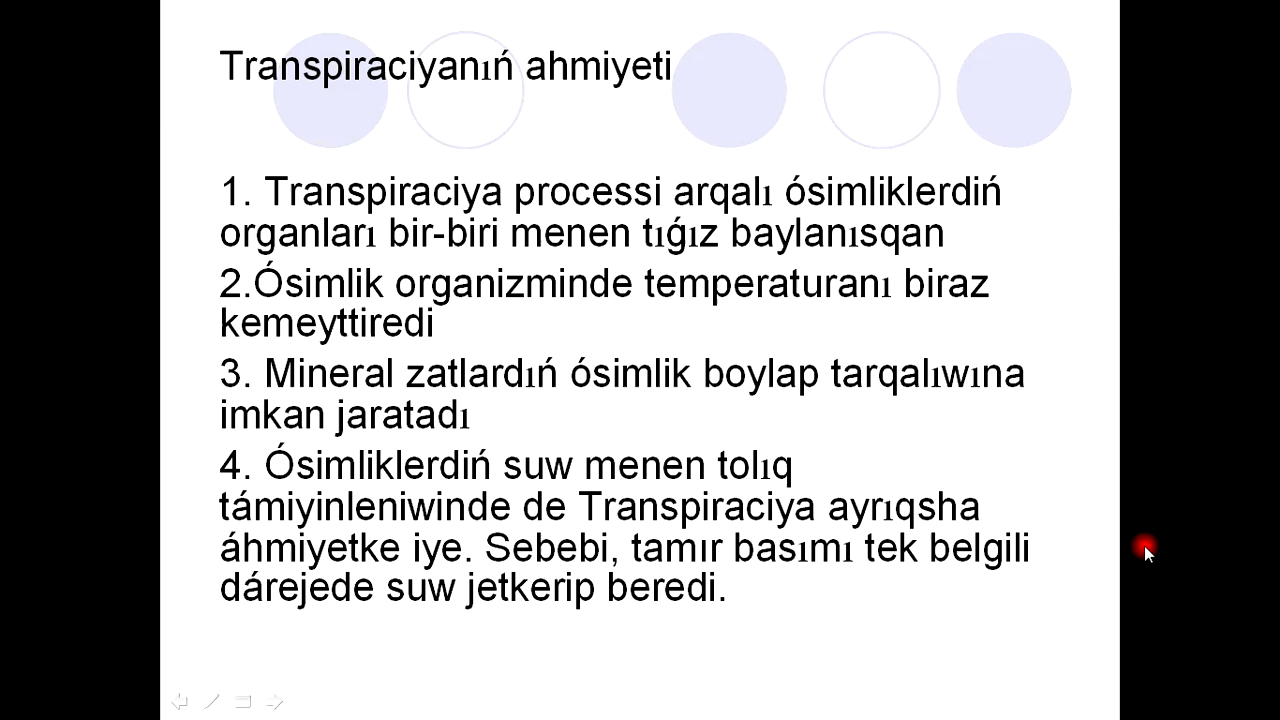 Transpiraciyanıń ahmiyeti
1. Transpiraciya processi arqalı ósimliklerdiń
organları bir-biri menen tıǵız baylanısqan
2.Ósimlik organizminde temperaturanı biraz
kemeyttiredi
3. Mineral zatlardıń ósimlik boylap tarqalıwına
imkan jaratadı
4. Ósimliklerdiń suw menen tolıq
támiyinleniwinde de Transpiraciya ayrıqsha
áhmiyetke iye. Sebebi, tamır basımı tek belgili
dárejede suw jetkerip beredi.